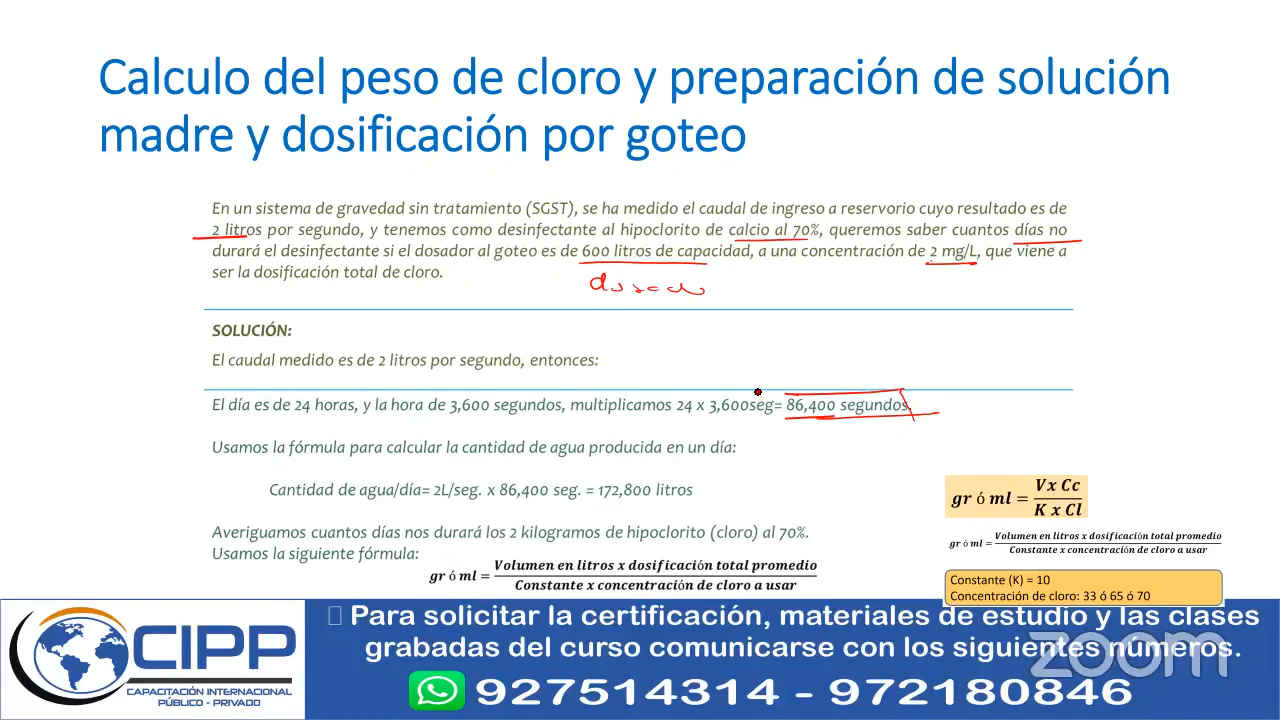 Calculo del peso de cloro y preparación de solución
madre y dosificación por goteo
En un sistema de gravedad sin tratamiento (SGST), se ha medido el caudal de ingreso a reservorio cuyo resultado es de
2 litros por segundo, y tenemos como desinfectante al hipoclorito de calcio al 70%, queremos saber cuantos días no
durará el desinfectante si el dosador al goteo es de 600 litros de capacidad, a una concentración de 2 mg/L, que viene a
ser la dosificación total de cloro.
SOLUCIÓN:
El caudal medido es de 2 litros por segundo, entonces:
El día es de 24 horas, y la hora de 3,600 segundos, multiplicamos 24 x 3,600seg= 86,400 segundos
Usamos la fórmula para calcular la cantidad de agua producida en un día:
Cantidad de agua/día= 2L/seg. x 86,400 seg. = 172,800 litros
Averiguamos cuantos días nos durará los 2 kilogramos de hipoclorito (cloro) al 70%.
Usamos la siguiente fórmula:
gr ó ml = Volumen en litros x dosificación total promedio
Constante x concentración de cloro a usar
gr ó ml = V x Cc
K x Cl
gr ó ml = Volumen en litros x dosificación total promedio
Constante x concentración de cloro a usar
Constante (K) = 10
Concentración de cloro: 33 ó 65 ó 70
Para solicitar la certificación, materiales de estudio y las clases
grabadas del curso comunicarse con los siguientes números.
927514314 - 972180846
CIPP
CAPACITACIÓN INTERNACIONAL
PÚBLICO - PRIVADO
zoom